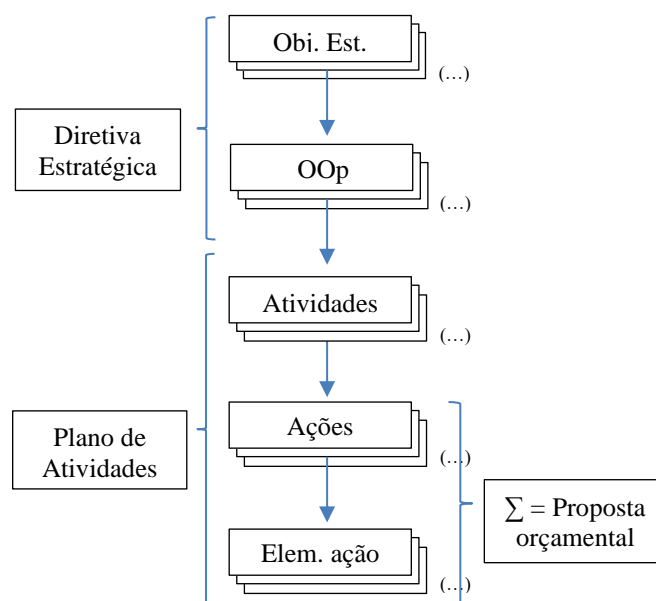 Obj. Est.
(…)
Diretiva
Estratégica
OOp
(…)
Atividades
(…)
Ações
(…)
Plano de
Atividades
∑ = Proposta
orçamental
Elem. ação
(…)